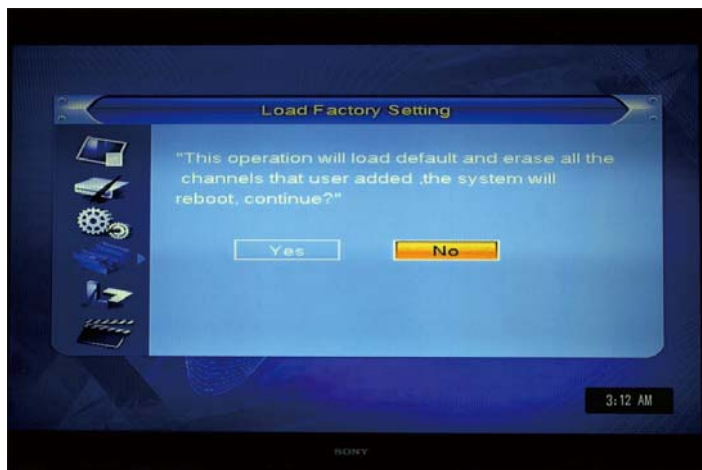 Load Factory Setting
"This operation will load default and erase all the
channels that user added ,the system will
reboot, continue?"
Yes
No
3:12 AM
SONY